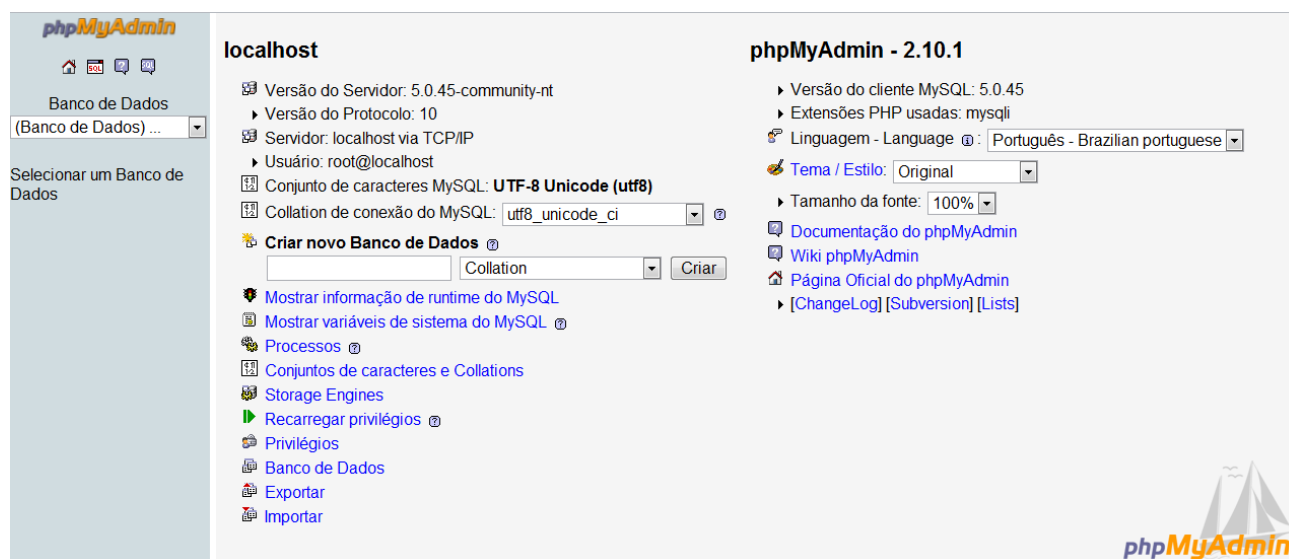 phpMyAdmin
SQL
Banco de Dados
(Banco de Dados) ...
Selecionar um Banco de
Dados
localhost
Versão do Servidor: 5.0.45-community-nt
Versão do Protocolo: 10
Servidor: localhost via TCP/IP
Usuário: root@localhost
Conjunto de caracteres MySQL: UTF-8 Unicode (utf8)
Collation de conexão do MySQL: utf8_unicode_ci
Criar novo Banco de Dados
Collation Criar
Mostrar informação de runtime do MySQL
Mostrar variáveis de sistema do MySQL
Processos
Conjuntos de caracteres e Collations
Storage Engines
Recarregar privilégios
Privilégios
Banco de Dados
Exportar
Importar
phpMyAdmin - 2.10.1
Versão do cliente MySQL: 5.0.45
Extensões PHP usadas: mysqli
Linguagem - Language : Português - Brazilian portuguese
Tema / Estilo: Original
Tamanho da fonte: 100%
Documentação do phpMyAdmin
Wiki phpMyAdmin
Página Oficial do phpMyAdmin
[ChangeLog] [Subversion] [Lists]
phpMyAdmin